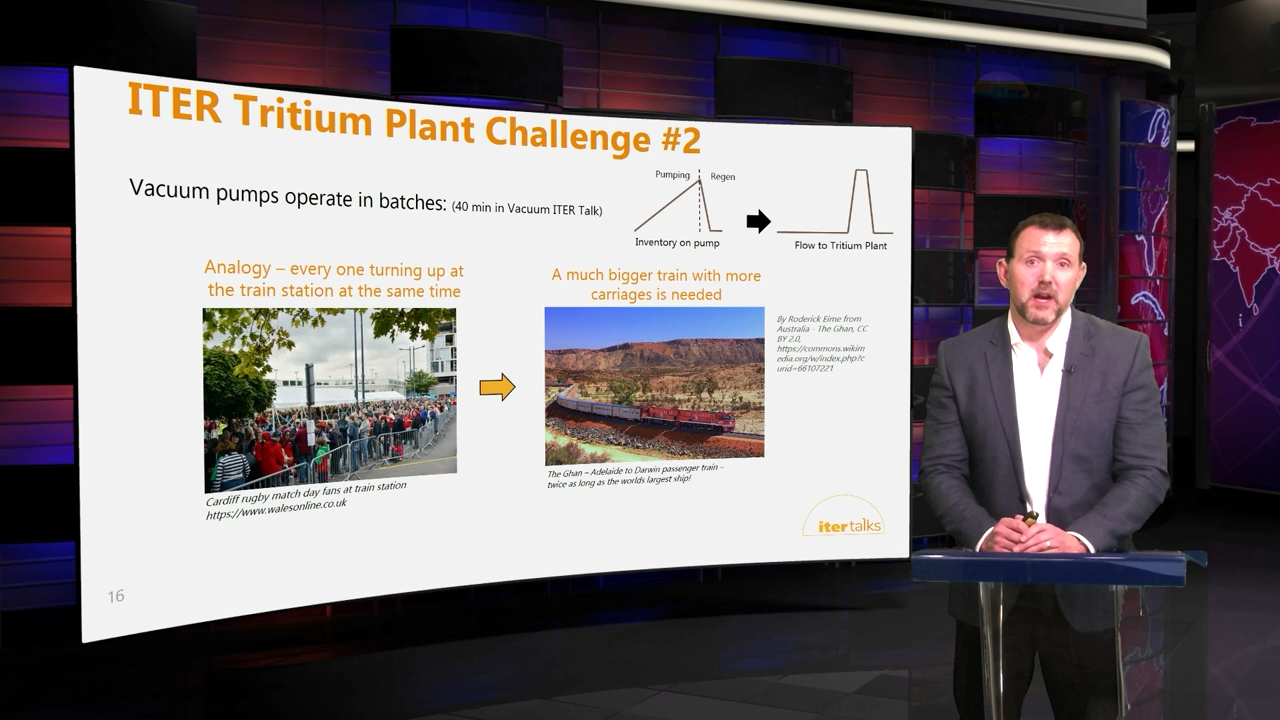 ITER Tritium Plant Challenge #2
Vacuum pumps operate in batches: (40 min in Vacuum ITER Talk)
Pumping
Regen
Inventory on pump
Flow to Tritium Plant
Analogy – every one turning up at
the train station at the same time
A much bigger train with more
carriages is needed
By Roderick Eime from
Australia - The Ghan, CC
BY 2.0,
https://commons.wikim
edia.org/w/index.php?c
urid=66107221
Cardiff rugby match day fans at train station
https://www.walesonline.co.uk
The Ghan – Adelaide to Darwin passenger train –
twice as long as the worlds largest ship!
iter talks
16